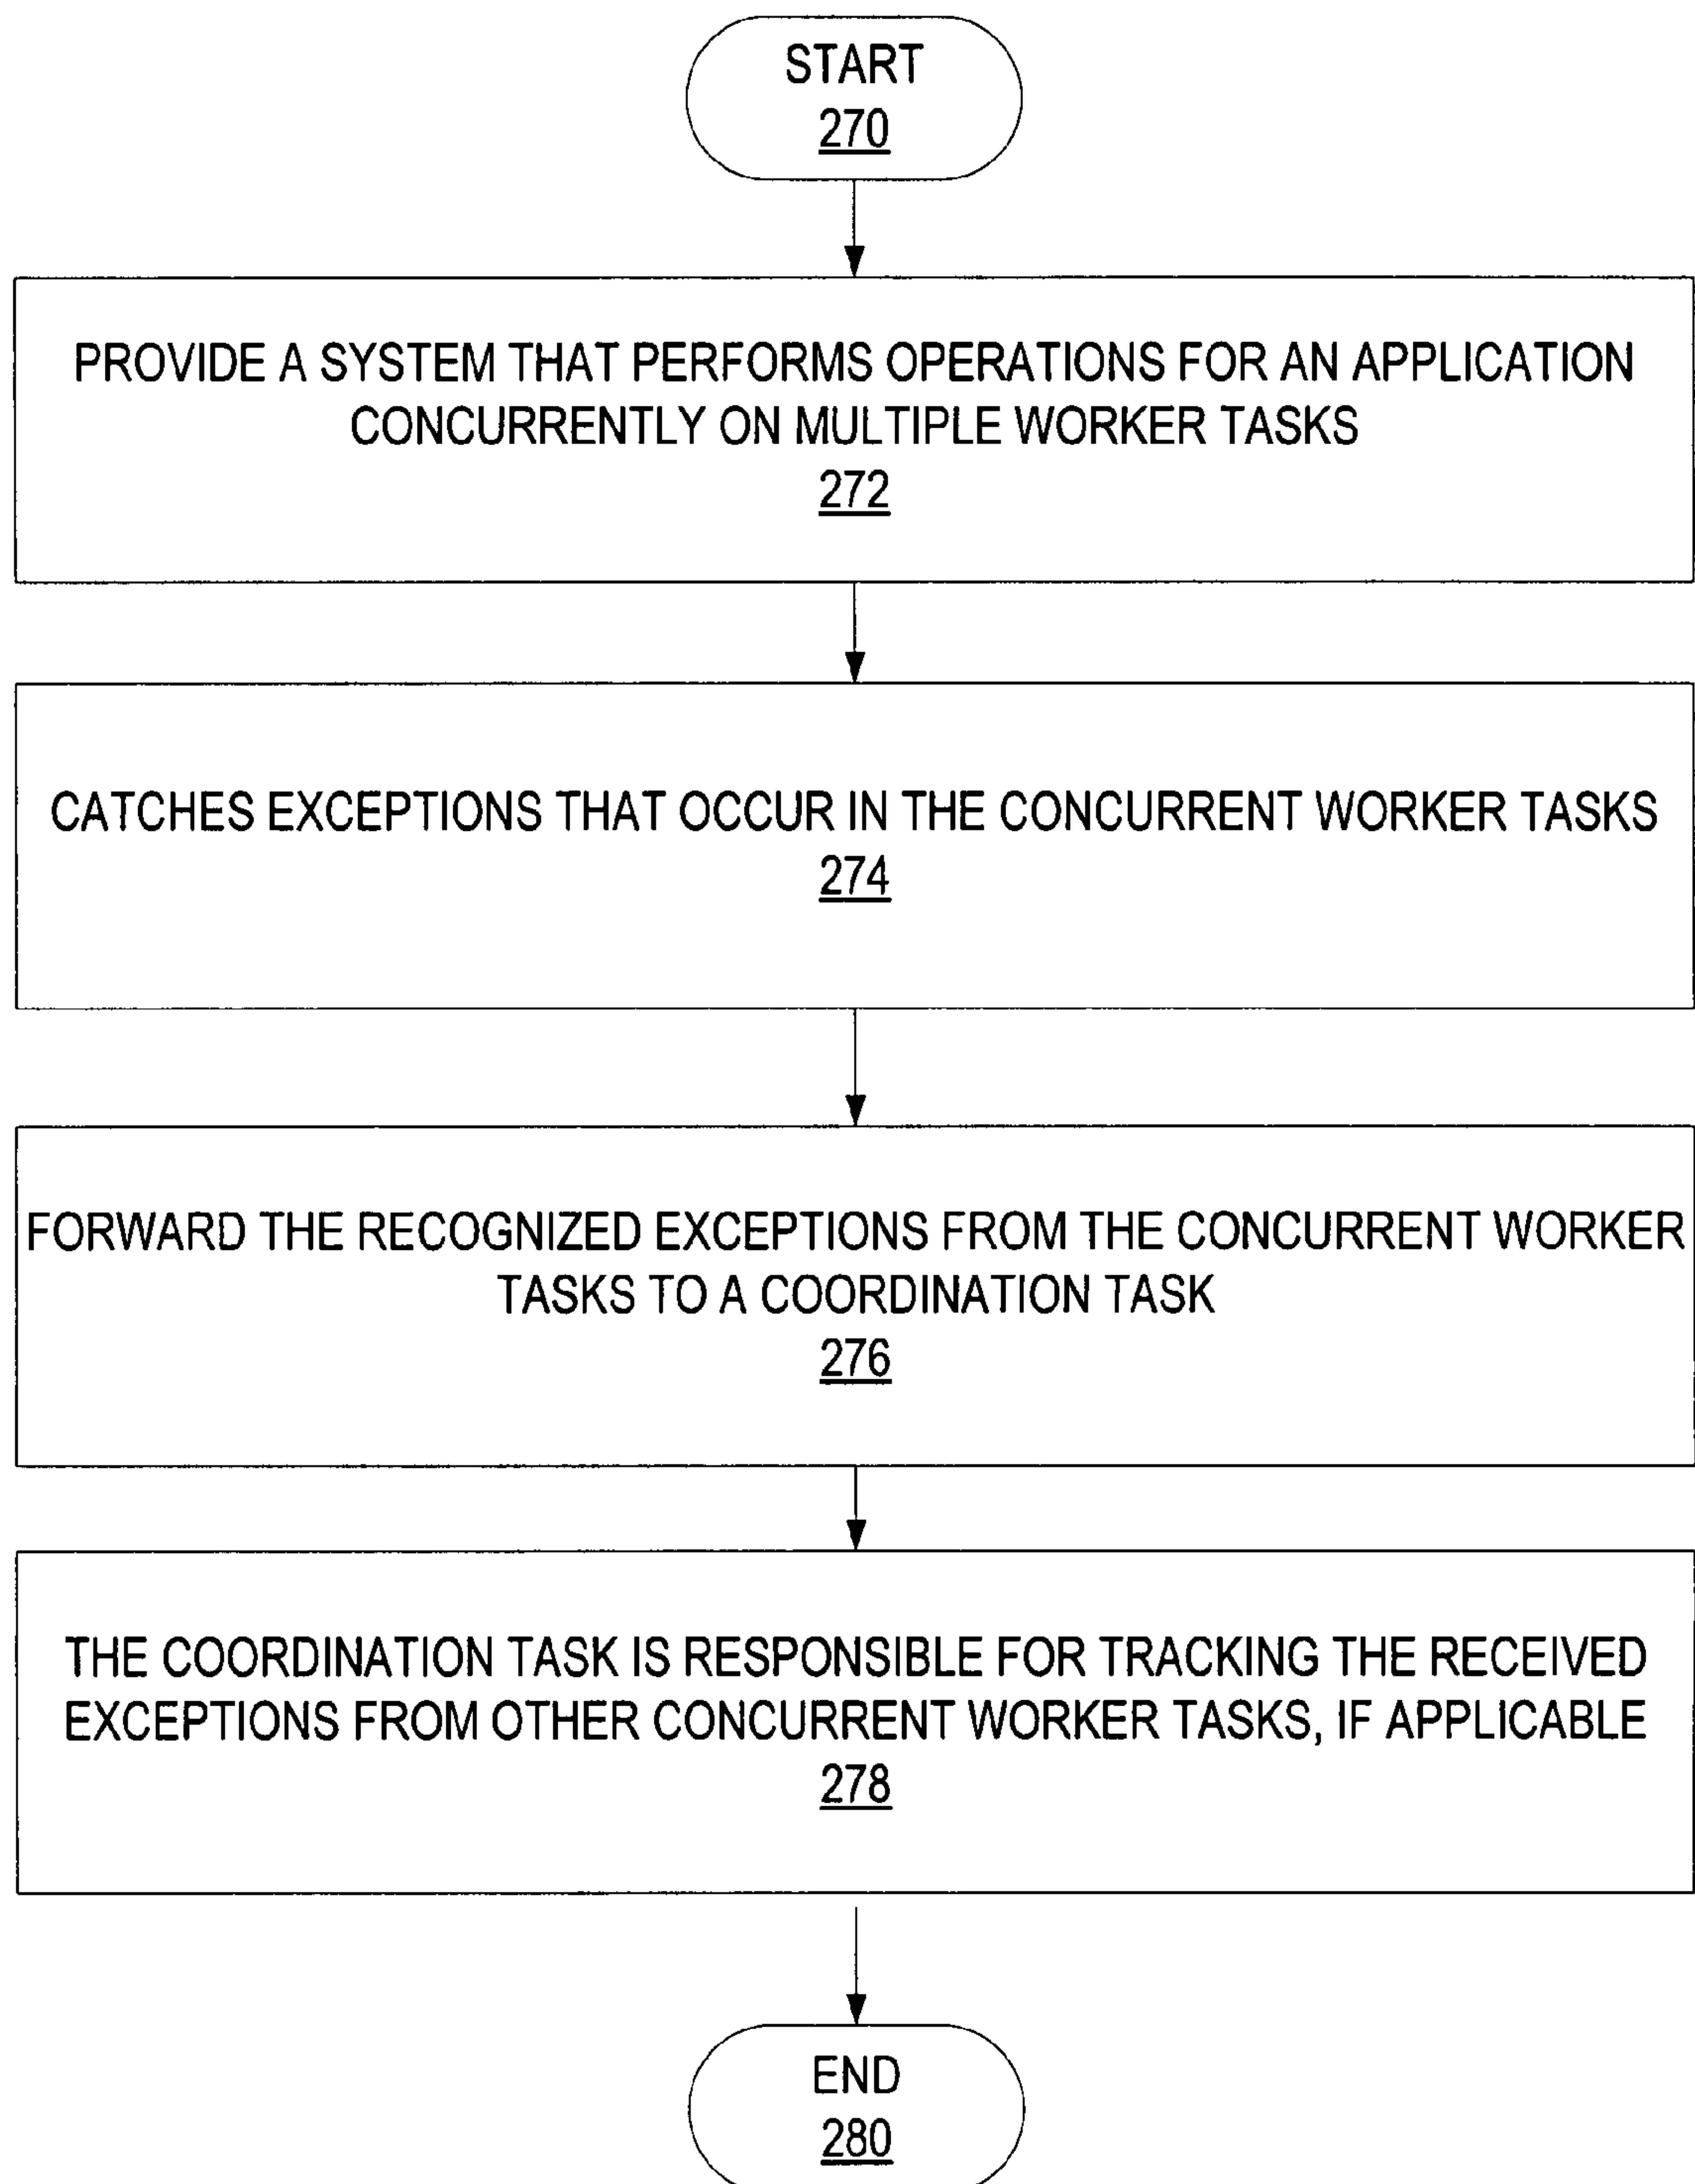 START
270
PROVIDE A SYSTEM THAT PERFORMS OPERATIONS FOR AN APPLICATION
CONCURRENTLY ON MULTIPLE WORKER TASKS
272
CATCHES EXCEPTIONS THAT OCCUR IN THE CONCURRENT WORKER TASKS
274
FORWARD THE RECOGNIZED EXCEPTIONS FROM THE CONCURRENT WORKER
TASKS TO A COORDINATION TASK
276
THE COORDINATION TASK IS RESPONSIBLE FOR TRACKING THE RECEIVED
EXCEPTIONS FROM OTHER CONCURRENT WORKER TASKS, IF APPLICABLE
278
END
280